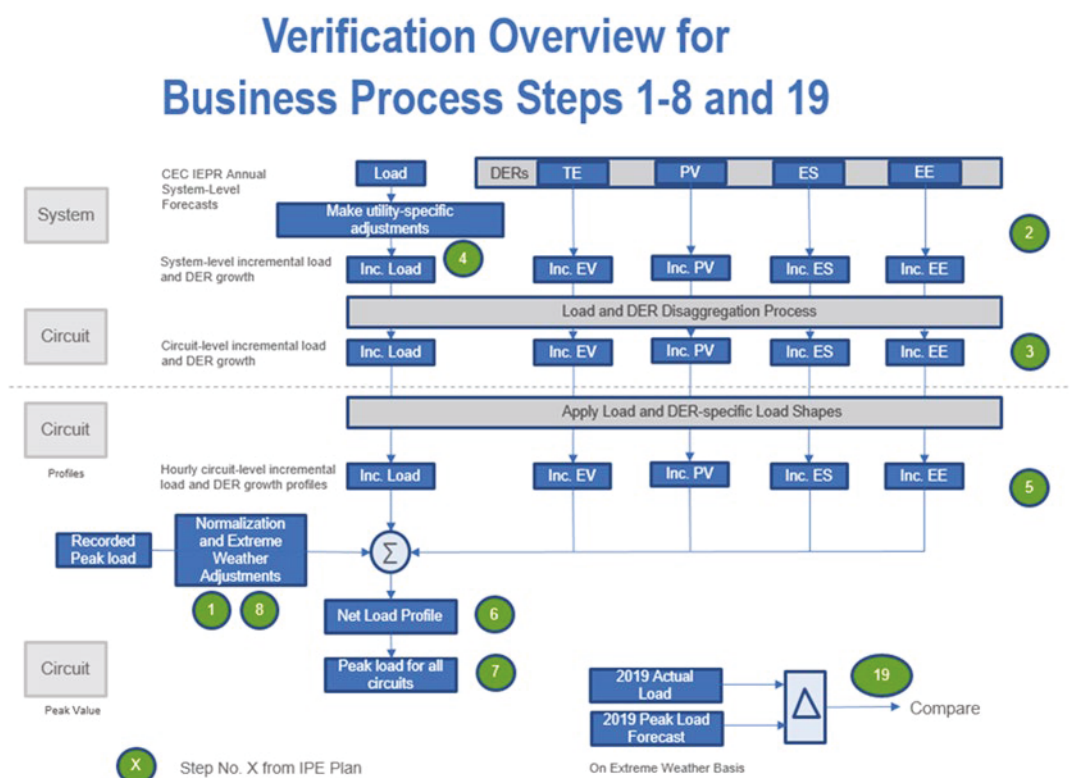 Verification Overview for
Business Process Steps 1-8 and 19
CEC IEPR Annual
System-Level
Forecasts
Load
DERs
TE
PV
ES
EE
System
Make utility-specific
adjustments
2
4
System-level incremental load
and DER growth
Inc. Load
Inc. EV
Inc. PV
Inc. ES
Inc. EE
Load and DER Disaggregation Process
Circuit
Circuit-level incremental load
and DER growth
Inc. Load
Inc. EV
Inc. PV
Inc. ES
Inc. EE
3
Circuit
Profiles
Apply Load and DER-specific Load Shapes
Hourly circuit-level incremental
load and DER growth profiles
Inc. Load
Inc. EV
Inc. PV
Inc. ES
Inc. EE
5
Recorded
Peak load
Normalization
and Extreme
Weather
Adjustments
Σ
1
8
Net Load Profile
6
Circuit
Peak Value
Peak load for all
circuits
7
2019 Actual
Load
2019 Peak Load
Forecast
Δ
19
Compare
On Extreme Weather Basis
X
Step No. X from IPE Plan